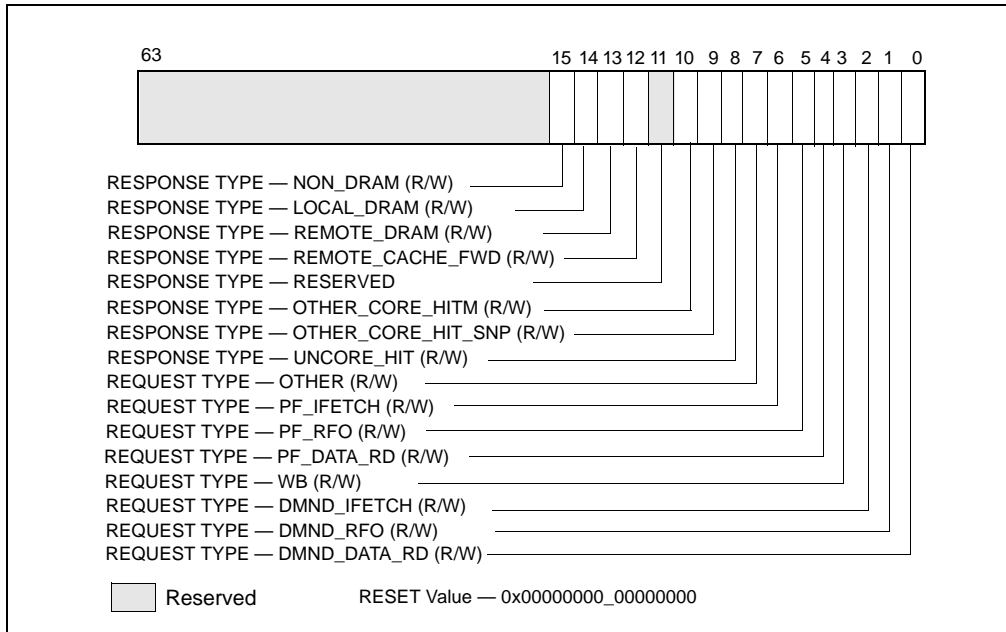 63 15 14 13 12 11 10 9 8 7 6 5 4 3 2 1 0
RESPONSE TYPE — NON_DRAM (R/W)
RESPONSE TYPE — LOCAL_DRAM (R/W)
RESPONSE TYPE — REMOTE_DRAM (R/W)
RESPONSE TYPE — REMOTE_CACHE_FWD (R/W)
RESPONSE TYPE — RESERVED
RESPONSE TYPE — OTHER_CORE_HITM (R/W)
RESPONSE TYPE — OTHER_CORE_HIT_SNP (R/W)
RESPONSE TYPE — UNCORE_HIT (R/W)
REQUEST TYPE — OTHER (R/W)
REQUEST TYPE — PF_IFETCH (R/W)
REQUEST TYPE — PF_RFO (R/W)
REQUEST TYPE — PF_DATA_RD (R/W)
REQUEST TYPE — WB (R/W)
REQUEST TYPE — DMND_IFETCH (R/W)
REQUEST TYPE — DMND_RFO (R/W)
REQUEST TYPE — DMND_DATA_RD (R/W)
Reserved RESET Value — 0x00000000_00000000